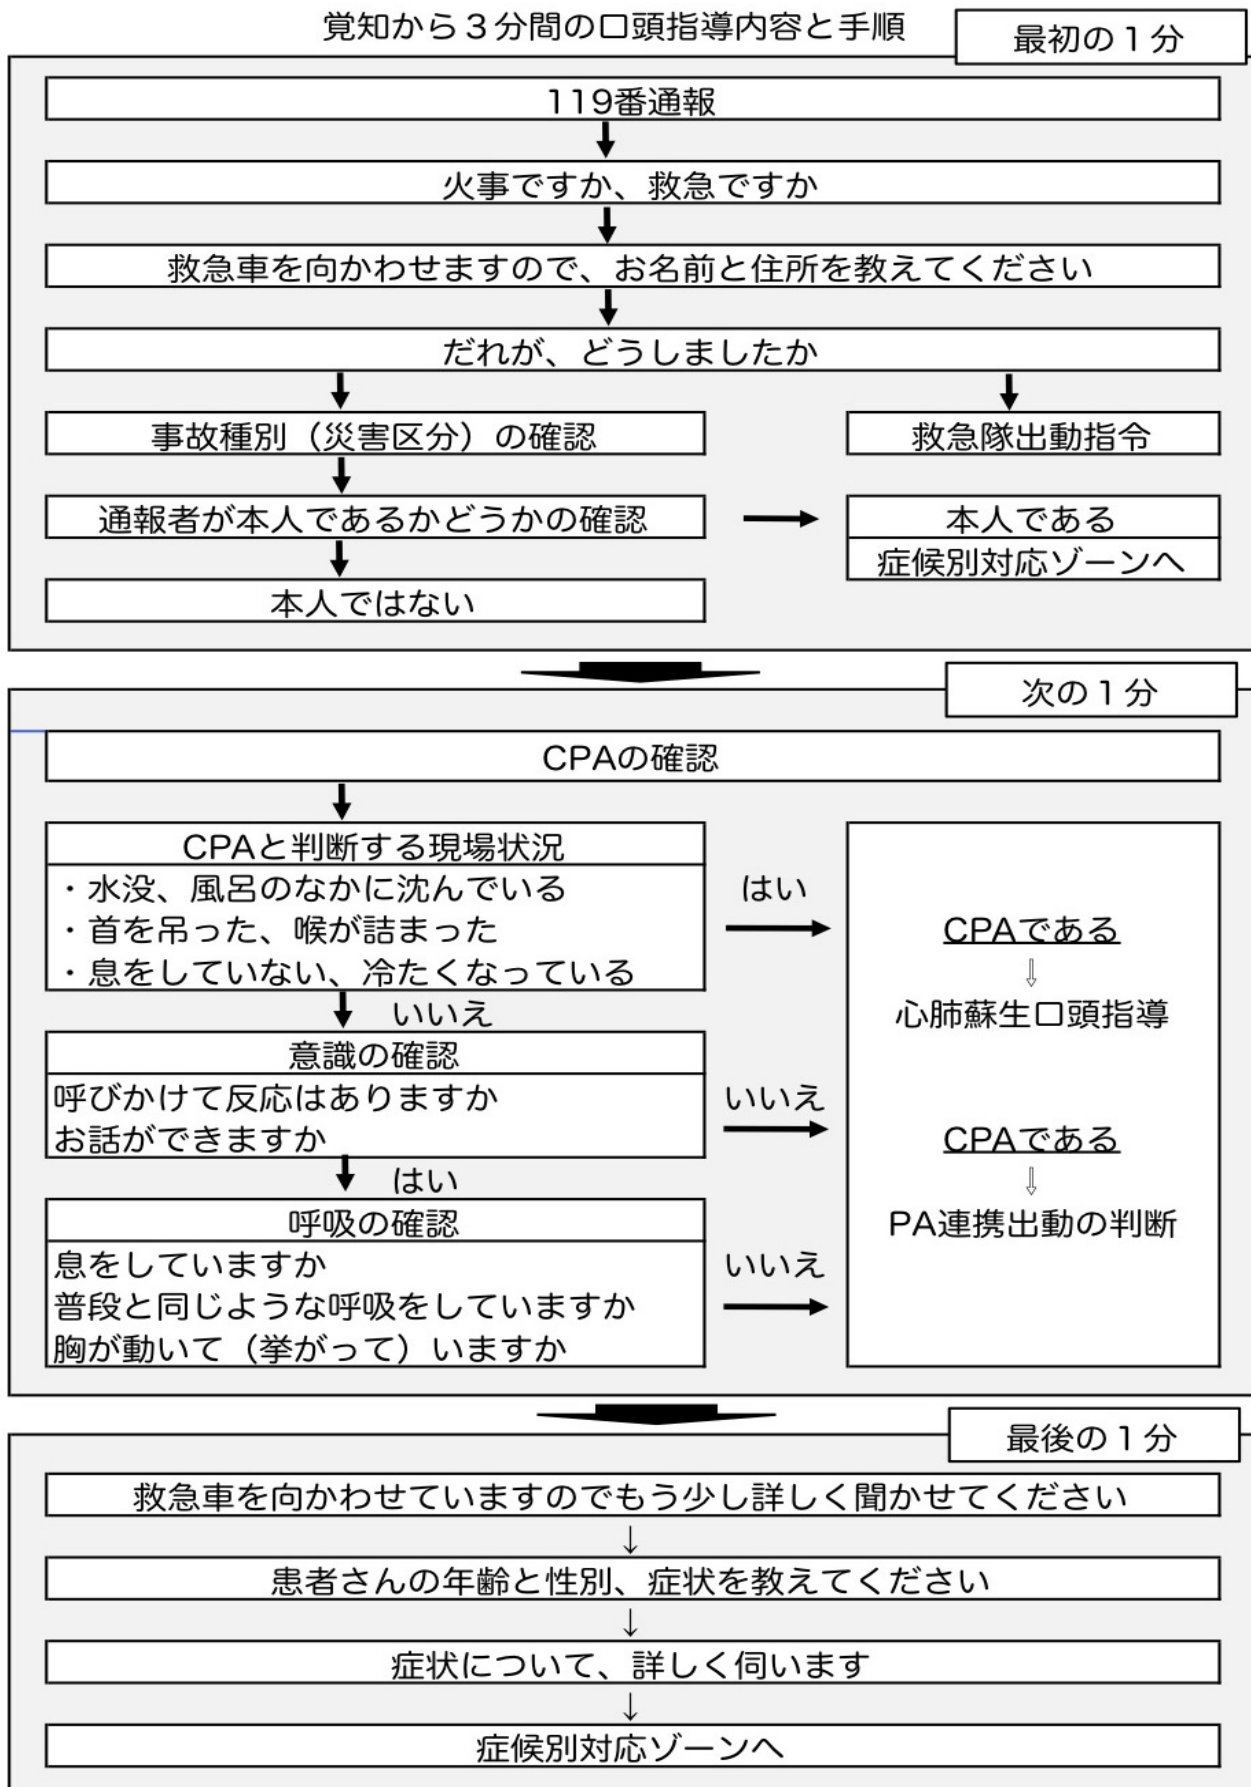 覚知から３分間の口頭指導内容と手順
最初の１分
119番通報
火事ですか、救急ですか
救急車を向かわせますので、お名前と住所を教えてください
だれが、どうしましたか
事故種別（災害区分）の確認
救急隊出動指令
通報者が本人であるかどうかの確認
本人である
症候別対応ゾーンへ
本人ではない
次の１分
CPAの確認
CPAと判断する現場状況
・水没、風呂のなかに沈んでいる
・首を吊った、喉が詰まった
・息をしていない、冷たくなっている
はい
CPAである
⇓
心肺蘇生口頭指導
いいえ
意識の確認
呼びかけて反応はありますか
お話ができますか
いいえ
CPAである
⇓
PA連携出動の判断
はい
呼吸の確認
息をしていますか
普段と同じような呼吸をしていますか
胸が動いて（挙がって）いますか
いいえ
最後の１分
救急車を向かわせていますのでもう少し詳しく聞かせてください
↓
患者さんの年齢と性別、症状を教えてください
↓
症状について、詳しく伺います
↓
症候別対応ゾーンへ